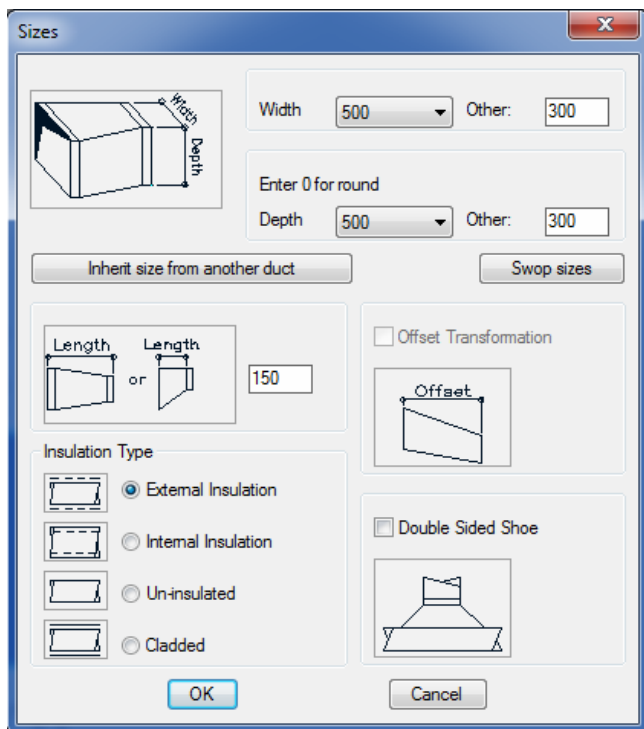 Sizes
Width
Depth
Width 500 Other: 300
Enter 0 for round
Depth 500 Other: 300
Inherit size from another duct Swop sizes
Length Length
or
150
Offset Transformation
Offset
Insulation Type
External Insulation
Internal Insulation
Un-insulated
Cladded
Double Sided Shoe
OK Cancel